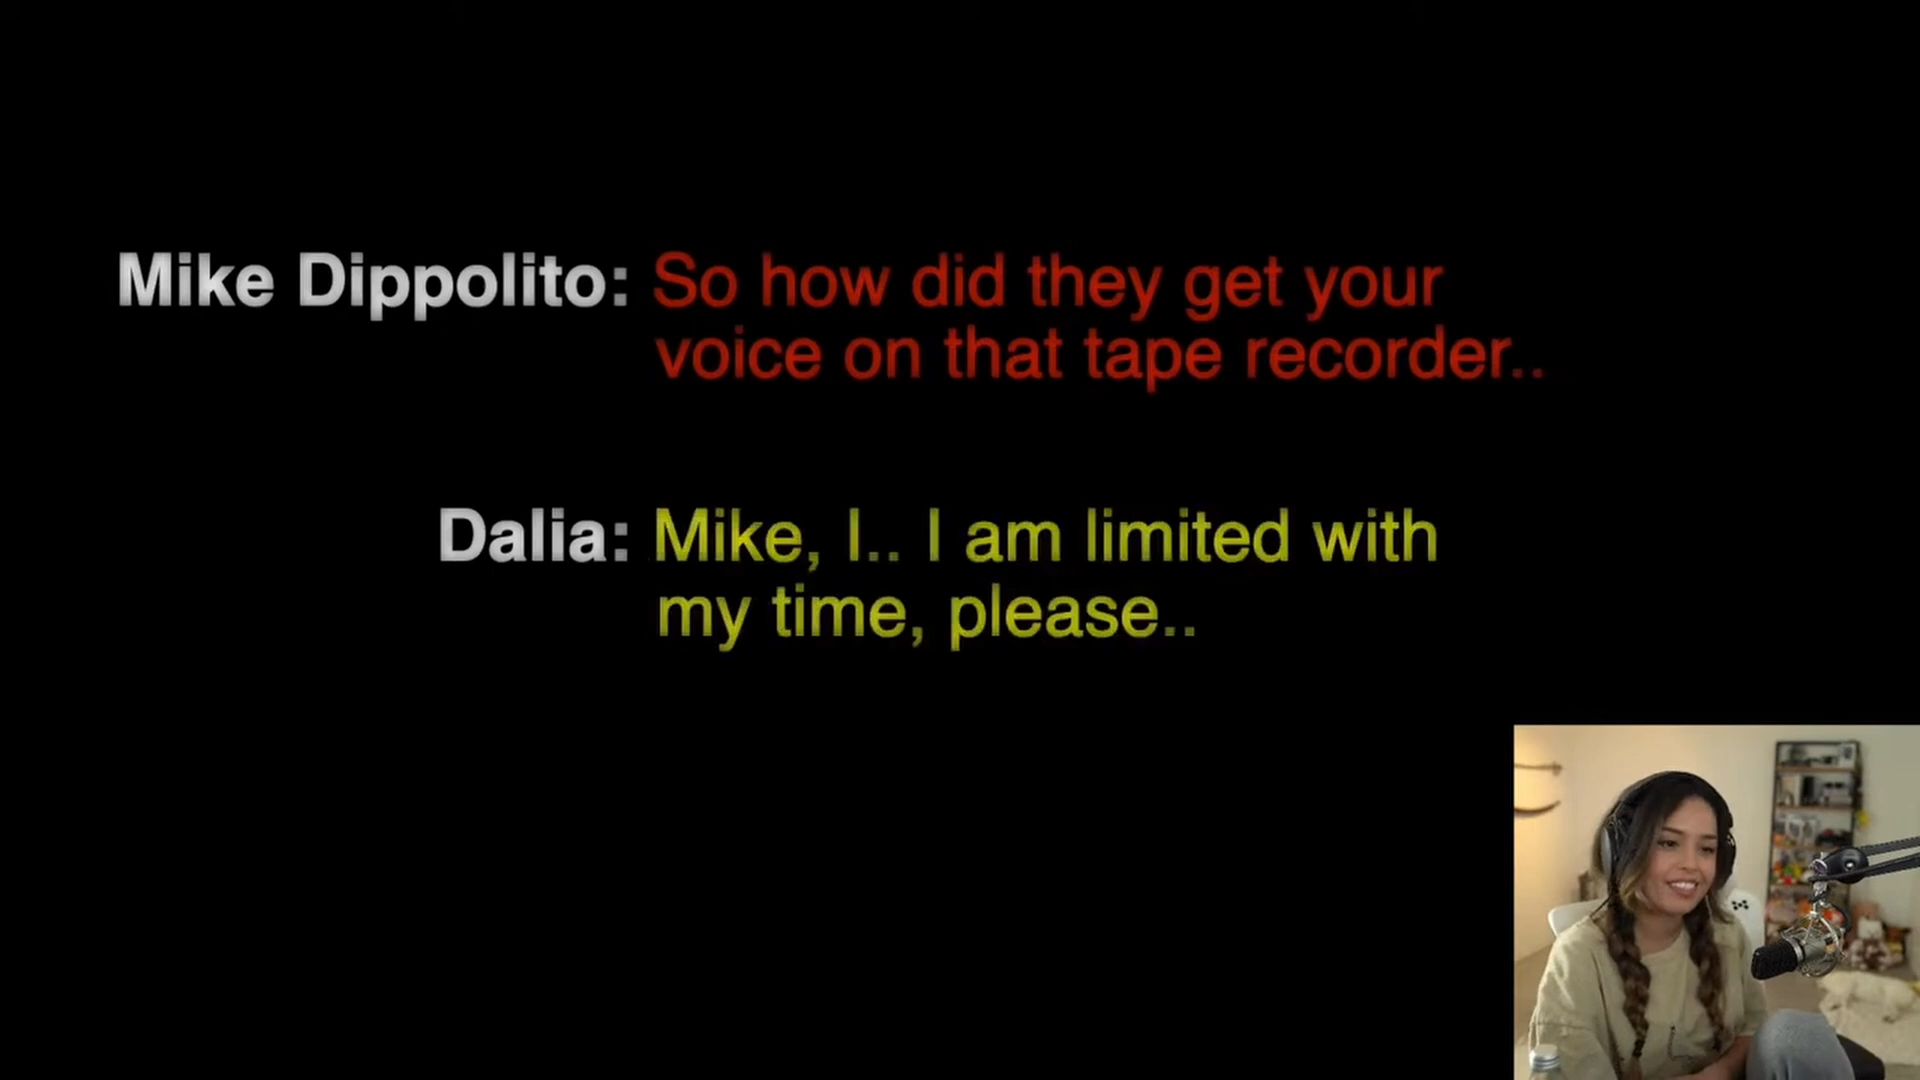 Mike Dippolito: So how did they get your
voice on that tape recorder..
Dalia: Mike, I.. I am limited with
my time, please..